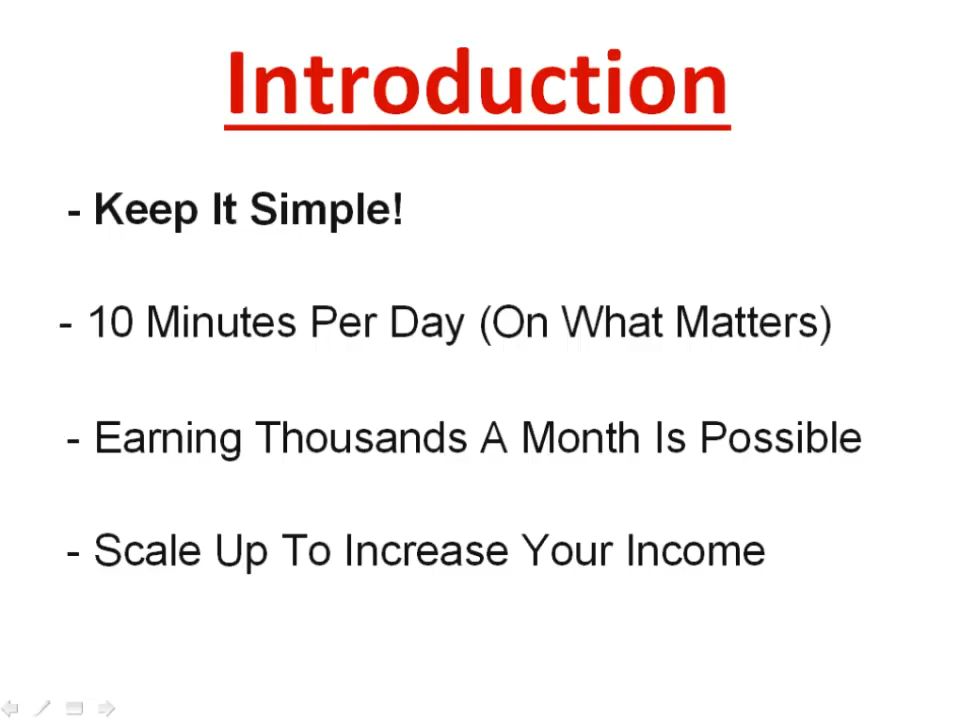 Introduction
- Keep It Simple!
- 10 Minutes Per Day (On What Matters)
- Earning Thousands A Month Is Possible
- Scale Up To Increase Your Income